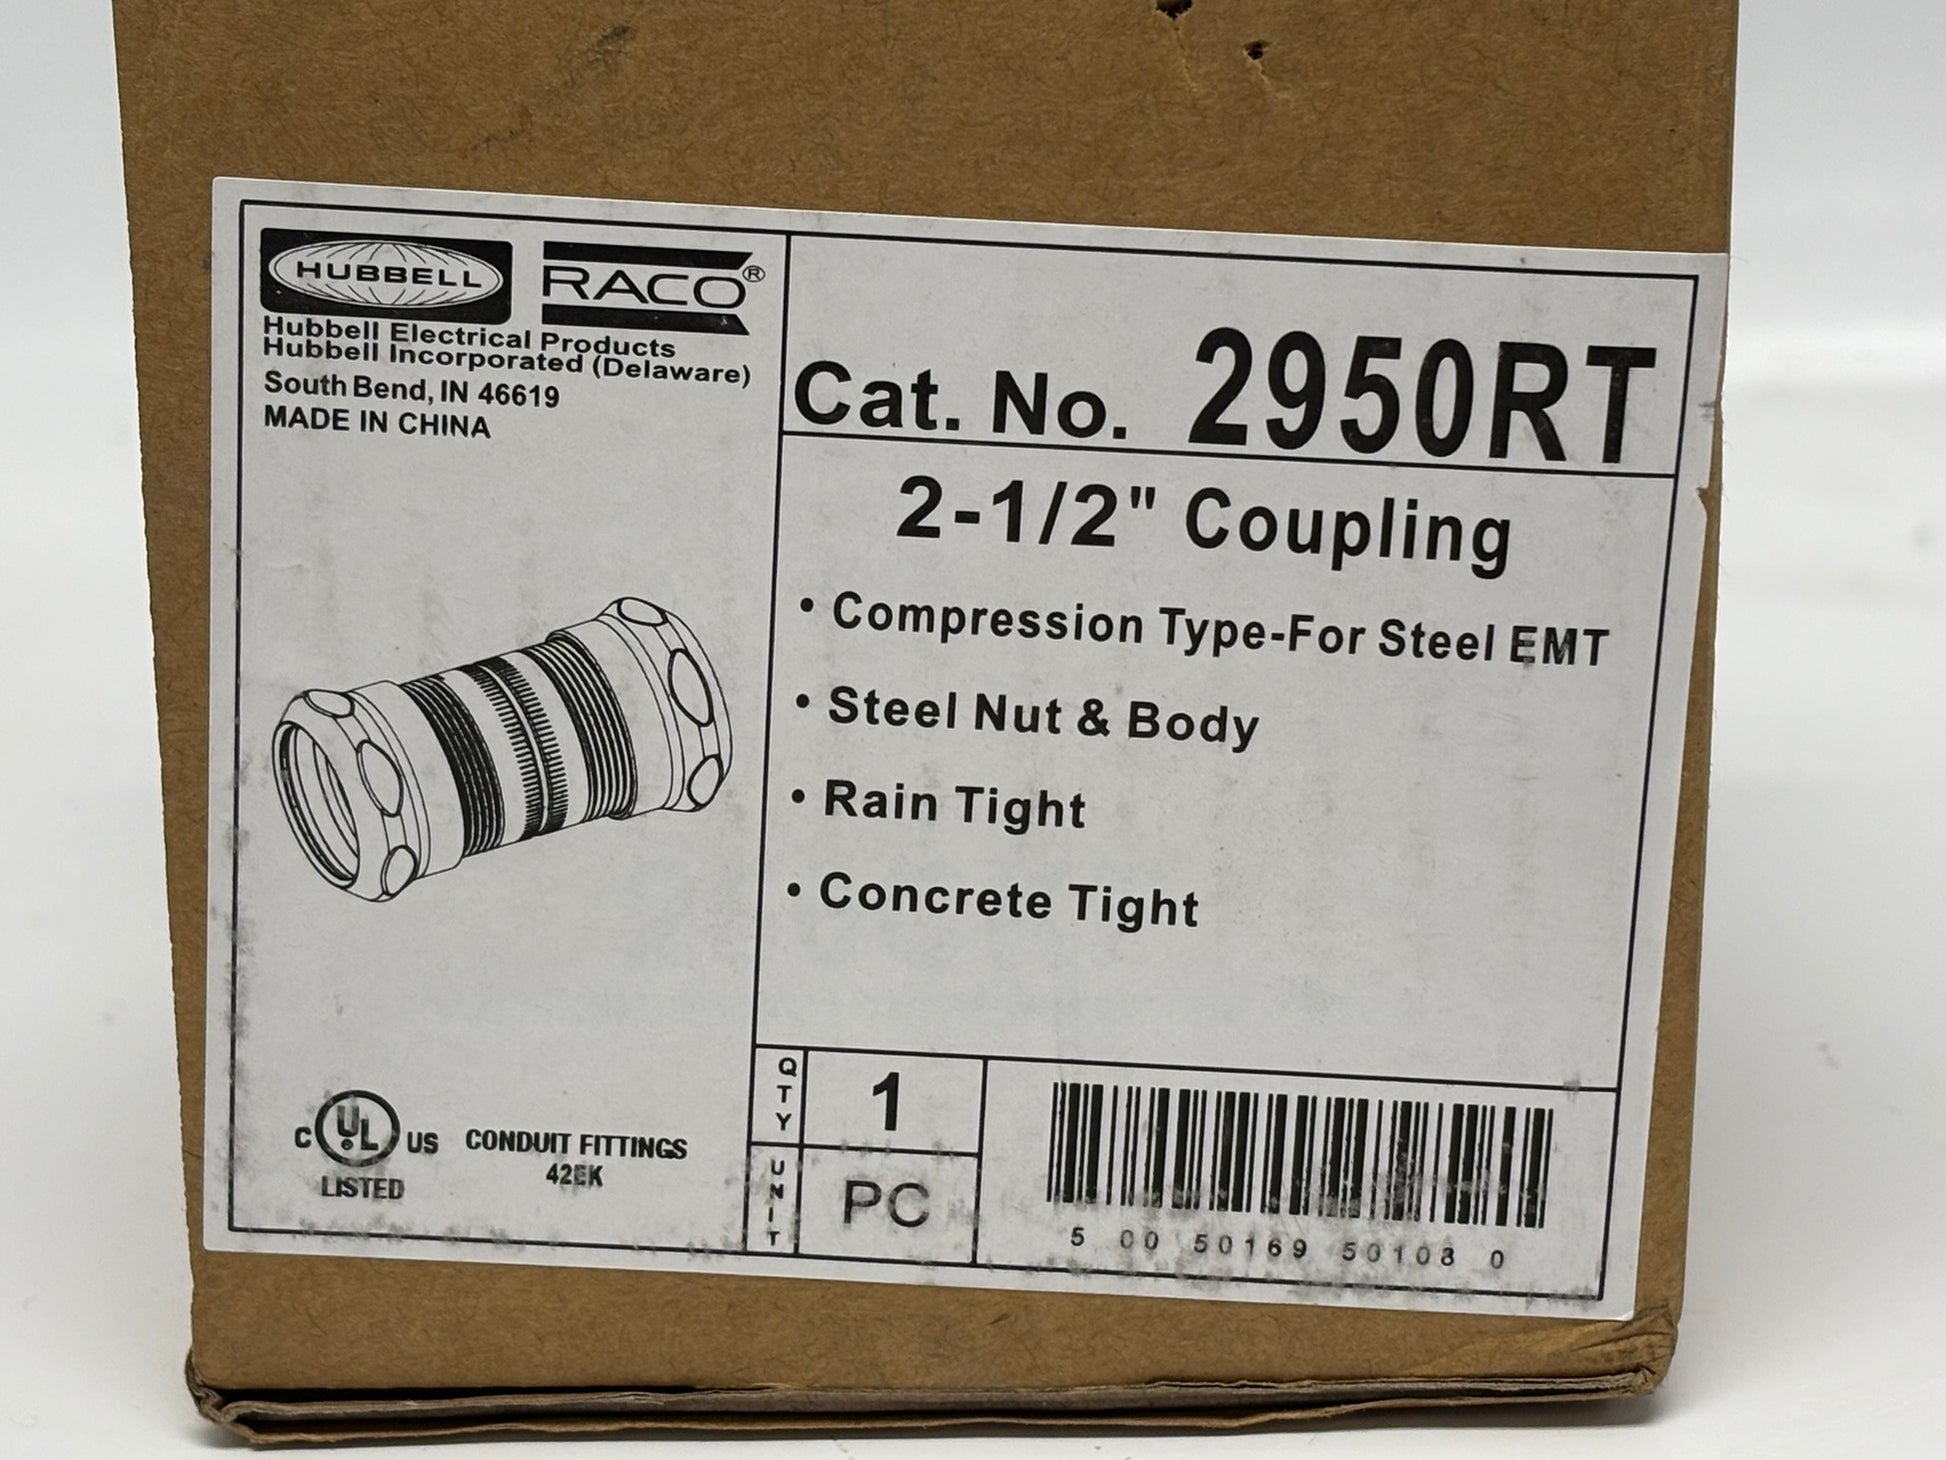 HUBBELL
RACO®
Hubbell Electrical Products
Hubbell Incorporated (Delaware)
South Bend, IN 46619
MADE IN CHINA
Cat. No. 2950RT
2-1/2" Coupling
• Compression Type-For Steel EMT
• Steel Nut & Body
• Rain Tight
• Concrete Tight
C UL US
LISTED
CONDUIT FITTINGS
42EK
QTY
1
UNIT
PC
5 00 50169 50108 0